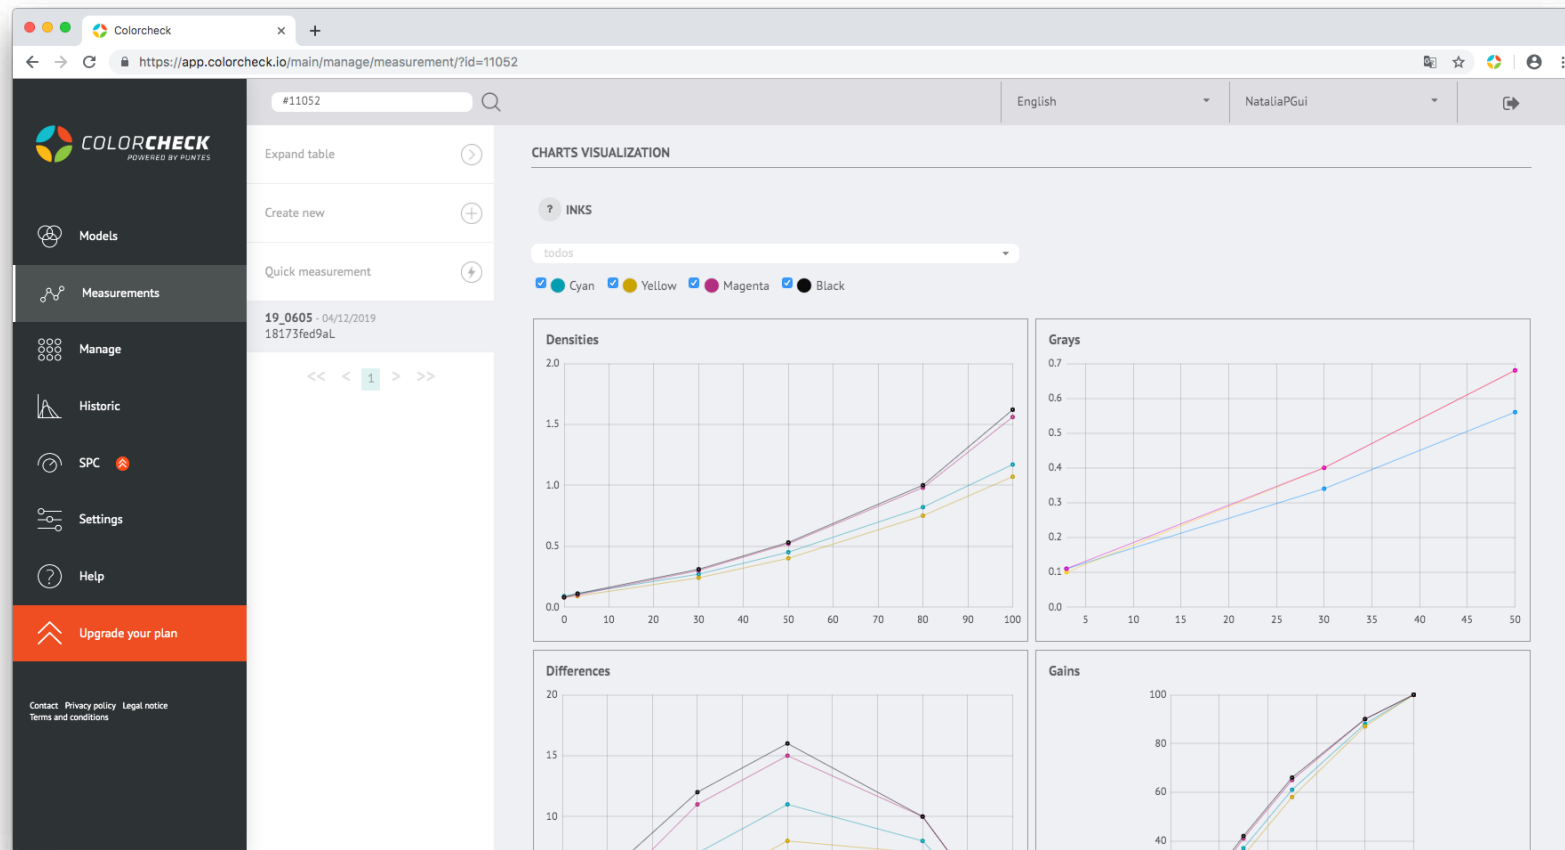 Colorcheck
https://app.colorcheck.io/main/manage/measurement/?id=11052
#11052
English
NataliaPGui
COLORCHECK
POWERED BY PUNTES
Models
Measurements
Manage
Historic
SPC
Settings
? Help
Upgrade your plan
Contact Privacy policy Legal notice
Terms and conditions
Expand table
Create new
Quick measurement
19_0605 - 04/12/2019
18173fed9aL
<< < 1 > >>
CHARTS VISUALIZATION
? INKS
todos
Cyan Yellow Magenta Black
Densities
2.0
1.5
1.0
0.5
0.0
0 10 20 30 40 50 60 70 80 90 100
Grays
0.7
0.6
0.5
0.4
0.3
0.2
0.1
0.0
5 10 15 20 25 30 35 40 45 50
Differences
20
15
10
Gains
100
80
60
40